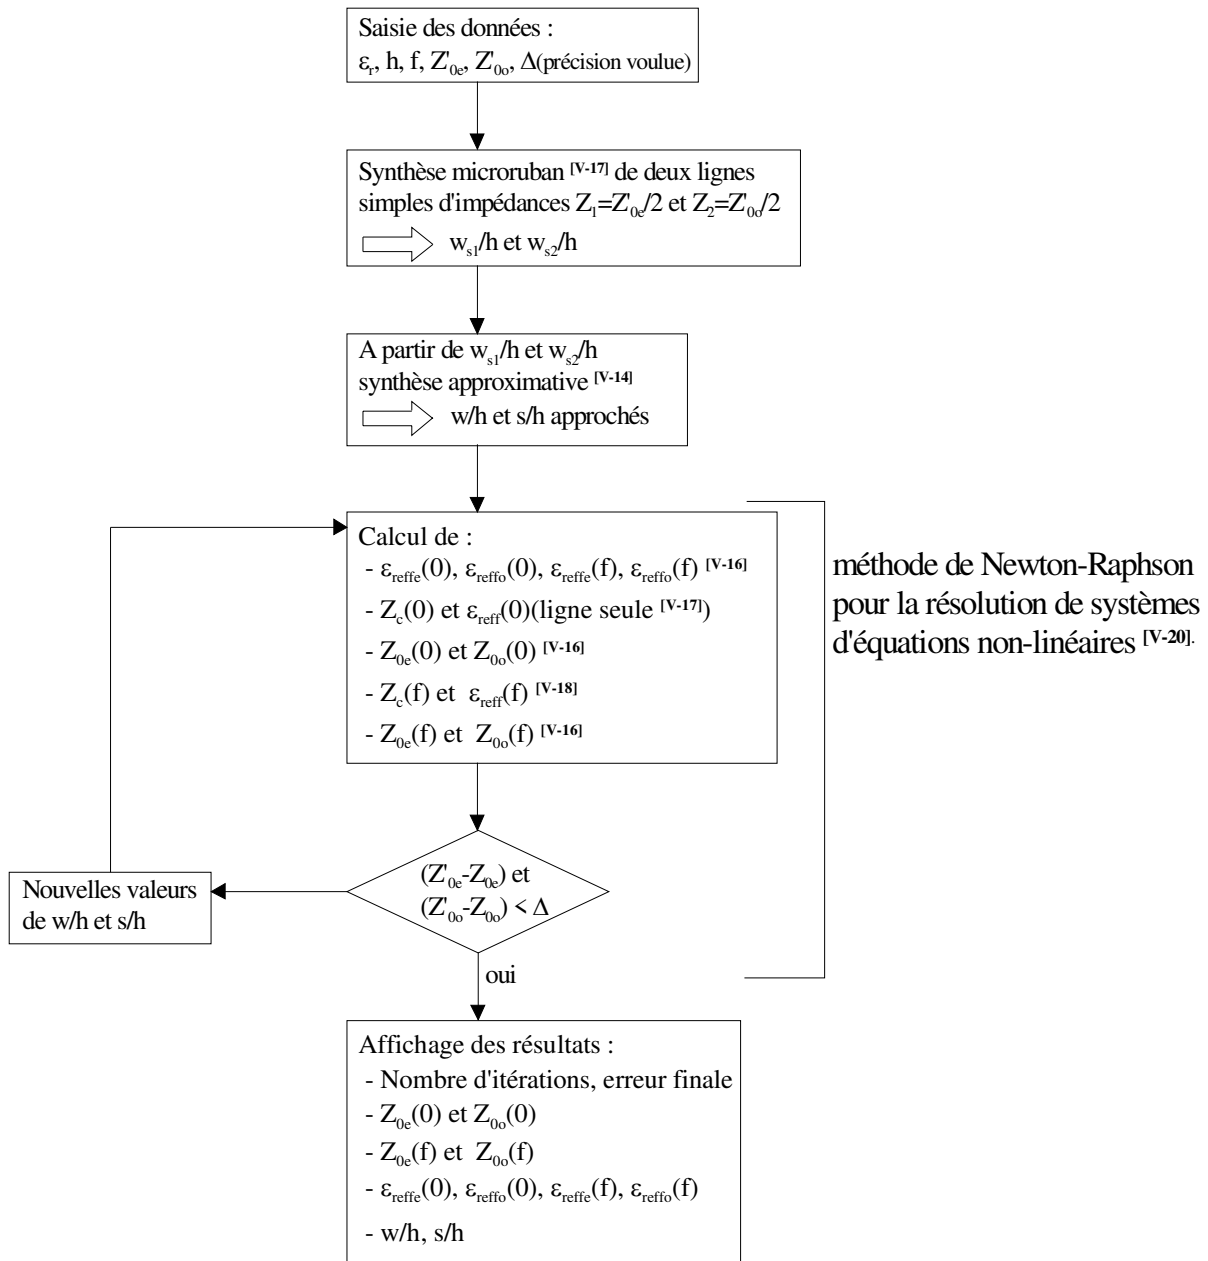 Saisie des données :
εr, h, f, Z'0e, Z'0o, Δ(précision voulue)
Synthèse microruban [V-17] de deux lignes
simples d'impédances Z1=Z'0e/2 et Z2=Z'0o/2
ws1/h et ws2/h
A partir de ws1/h et ws2/h
synthèse approximative [V-14]
w/h et s/h approchés
Calcul de :
- εreffe(0), εreffo(0), εreffe(f), εreffo(f) [V-16]
- Zc(0) et εreff(0)(ligne seule [V-17])
- Z0e(0) et Z0o(0) [V-16]
- Zc(f) et εreff(f) [V-18]
- Z0e(f) et Z0o(f) [V-16]
méthode de Newton-Raphson
pour la résolution de systèmes
d'équations non-linéaires [V-20].
(Z'0e-Z0e) et
(Z'0o-Z0o) < Δ
Nouvelles valeurs
de w/h et s/h
oui
Affichage des résultats :
- Nombre d'itérations, erreur finale
- Z0e(0) et Z0o(0)
- Z0e(f) et Z0o(f)
- εreffe(0), εreffo(0), εreffe(f), εreffo(f)
- w/h, s/h